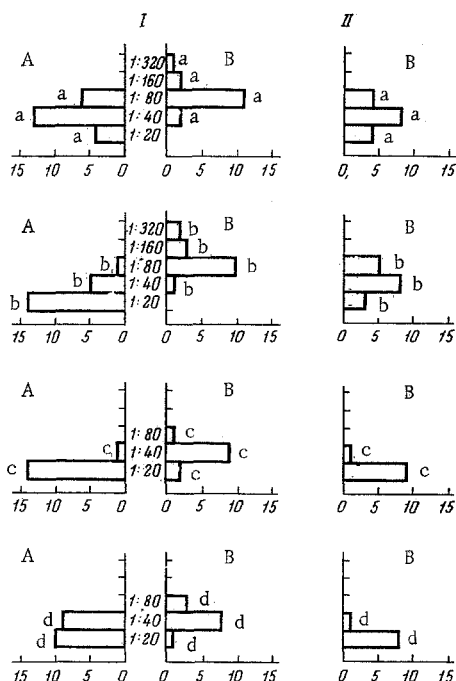 I II
A 1:320 a B B
1:160 a
a 1:80 a a
a 1:40 a a
a 1:20 a
15 10 5 0 0 5 10 15 0, 5 10
A 1:320 b B B
1:160 b
b, 1:80 b b
b 1:40 b b
b 1:20 b
15 10 5 0 0 5 10 15 0 5 10
A B B
1:80 c
c, 1:40 c c
c 1:20 c c
15 10 5 0 0 5 10 15 0 5 10
A B B
1:80 d
d 1:40 d d
d 1:20 d d
15 10 5 0 0 5 10 15 0 5 10